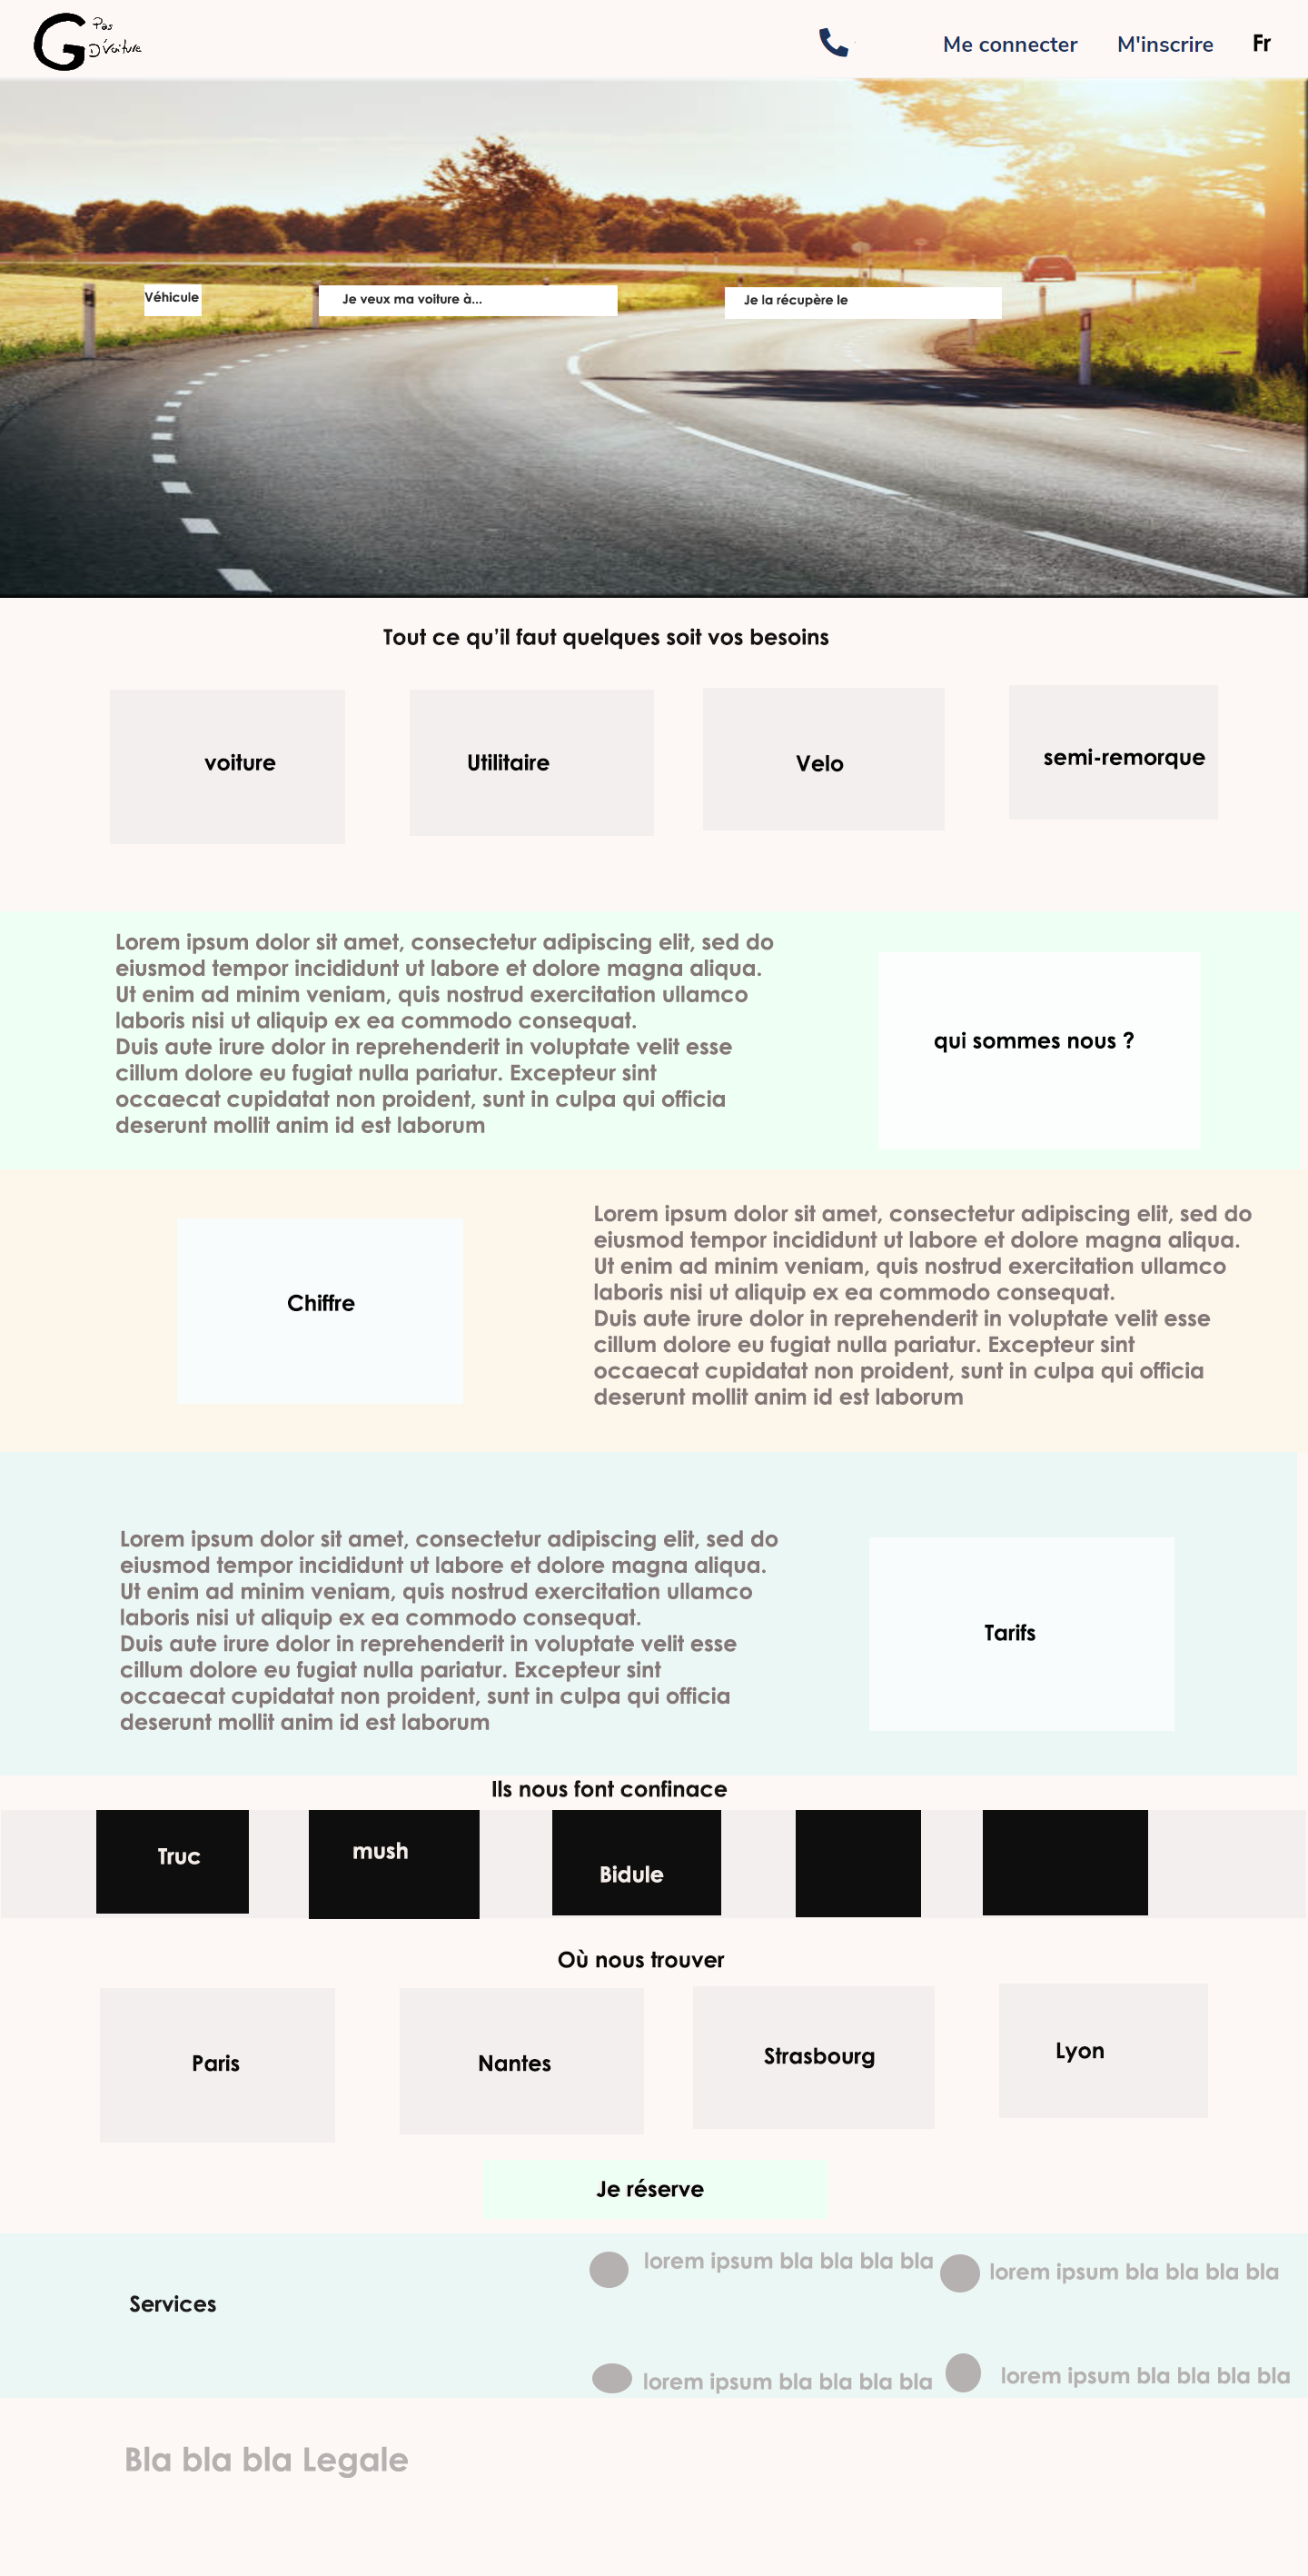 G Pas
D'Voiture
Me connecter M'inscrire Fr
Véhicule Je veux ma voiture à... Je la récupère le
Tout ce qu'il faut quelques soit vos besoins
voiture Utilitaire Velo semi-remorque
Lorem ipsum dolor sit amet, consectetur adipiscing elit, sed do
eiusmod tempor incididunt ut labore et dolore magna aliqua.
Ut enim ad minim veniam, quis nostrud exercitation ullamco
laboris nisi ut aliquip ex ea commodo consequat.
Duis aute irure dolor in reprehenderit in voluptate velit esse
cillum dolore eu fugiat nulla pariatur. Excepteur sint
occaecat cupidatat non proident, sunt in culpa qui officia
deserunt mollit anim id est laborum
qui sommes nous ?
Chiffre
Lorem ipsum dolor sit amet, consectetur adipiscing elit, sed do
eiusmod tempor incididunt ut labore et dolore magna aliqua.
Ut enim ad minim veniam, quis nostrud exercitation ullamco
laboris nisi ut aliquip ex ea commodo consequat.
Duis aute irure dolor in reprehenderit in voluptate velit esse
cillum dolore eu fugiat nulla pariatur. Excepteur sint
occaecat cupidatat non proident, sunt in culpa qui officia
deserunt mollit anim id est laborum
Lorem ipsum dolor sit amet, consectetur adipiscing elit, sed do
eiusmod tempor incididunt ut labore et dolore magna aliqua.
Ut enim ad minim veniam, quis nostrud exercitation ullamco
laboris nisi ut aliquip ex ea commodo consequat.
Duis aute irure dolor in reprehenderit in voluptate velit esse
cillum dolore eu fugiat nulla pariatur. Excepteur sint
occaecat cupidatat non proident, sunt in culpa qui officia
deserunt mollit anim id est laborum
Tarifs
Ils nous font confinace
Truc mush Bidule
Où nous trouver
Paris Nantes Strasbourg Lyon
Je réserve
Services
lorem ipsum bla bla bla bla lorem ipsum bla bla bla bla
lorem ipsum bla bla bla bla lorem ipsum bla bla bla bla
Bla bla bla Legale